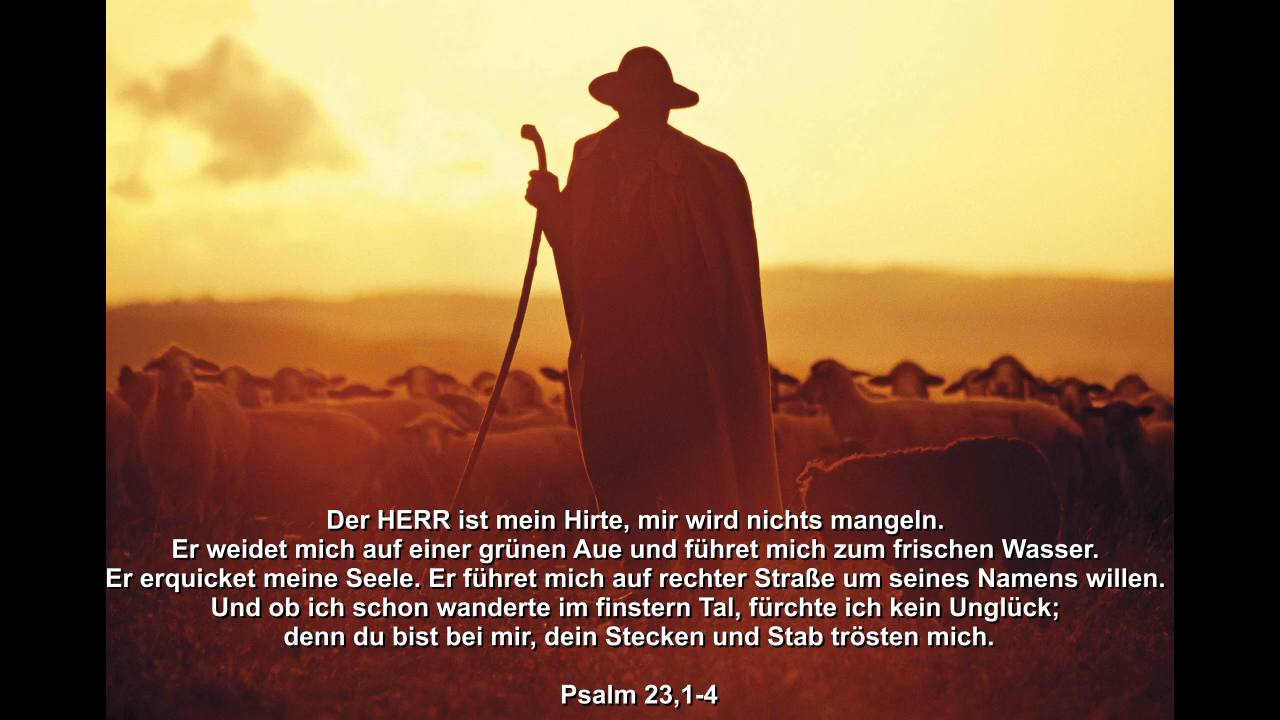 Der HERR ist mein Hirte, mir wird nichts mangeln.
Er weidet mich auf einer grünen Aue und führet mich zum frischen Wasser.
Er erquicket meine Seele. Er führet mich auf rechter Straße um seines Namens willen.
Und ob ich schon wanderte im finstern Tal, fürchte ich kein Unglück;
denn du bist bei mir, dein Stecken und Stab trösten mich.
Psalm 23,1-4